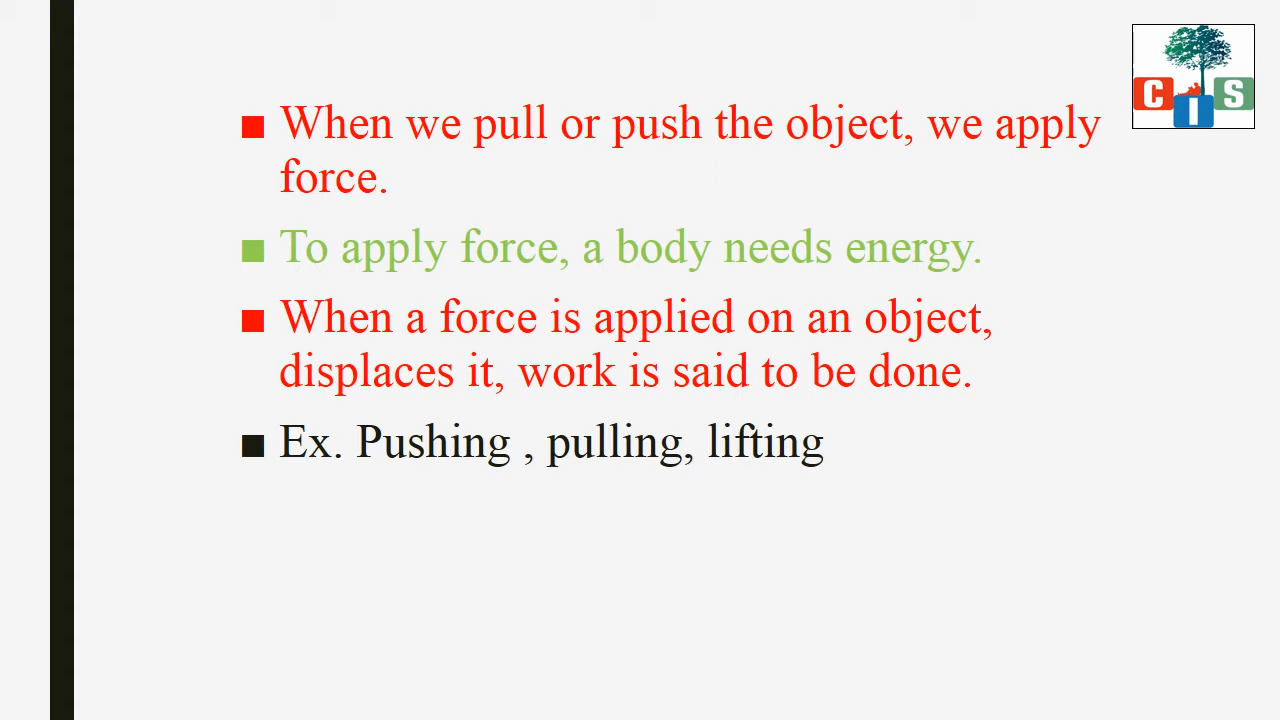 C I S
■ When we pull or push the object, we apply
force.
■ To apply force, a body needs energy.
■ When a force is applied on an object,
displaces it, work is said to be done.
■ Ex. Pushing , pulling, lifting